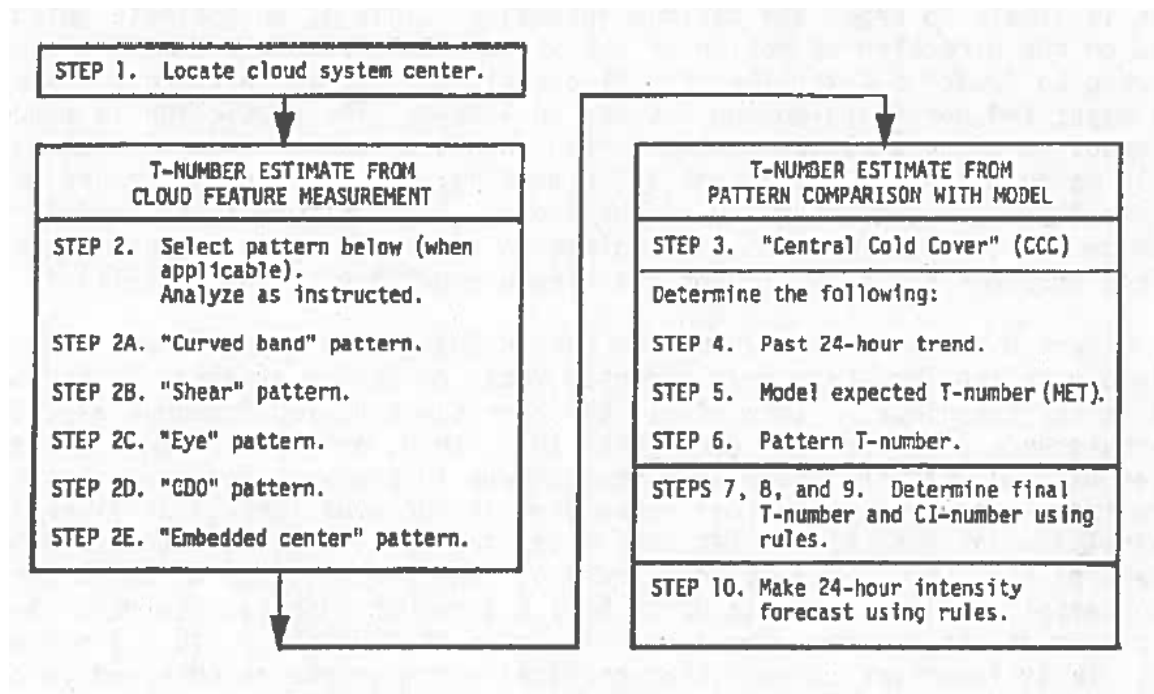 STEP 1. Locate cloud system center.
T-NUMBER ESTIMATE FROM
CLOUD FEATURE MEASUREMENT
STEP 2. Select pattern below (when
applicable).
Analyze as instructed.
STEP 2A. "Curved band" pattern.
STEP 2B. "Shear" pattern.
STEP 2C. "Eye" pattern.
STEP 2D. "CDO" pattern.
STEP 2E. "Embedded center" pattern.
T-NUMBER ESTIMATE FROM
PATTERN COMPARISON WITH MODEL
STEP 3. "Central Cold Cover" (CCC)
Determine the following:
STEP 4. Past 24-hour trend.
STEP 5. Model expected T-number (MET).
STEP 6. Pattern T-number.
STEPS 7, 8, and 9. Determine final
T-number and CI-number using
rules.
STEP 10. Make 24-hour intensity
forecast using rules.